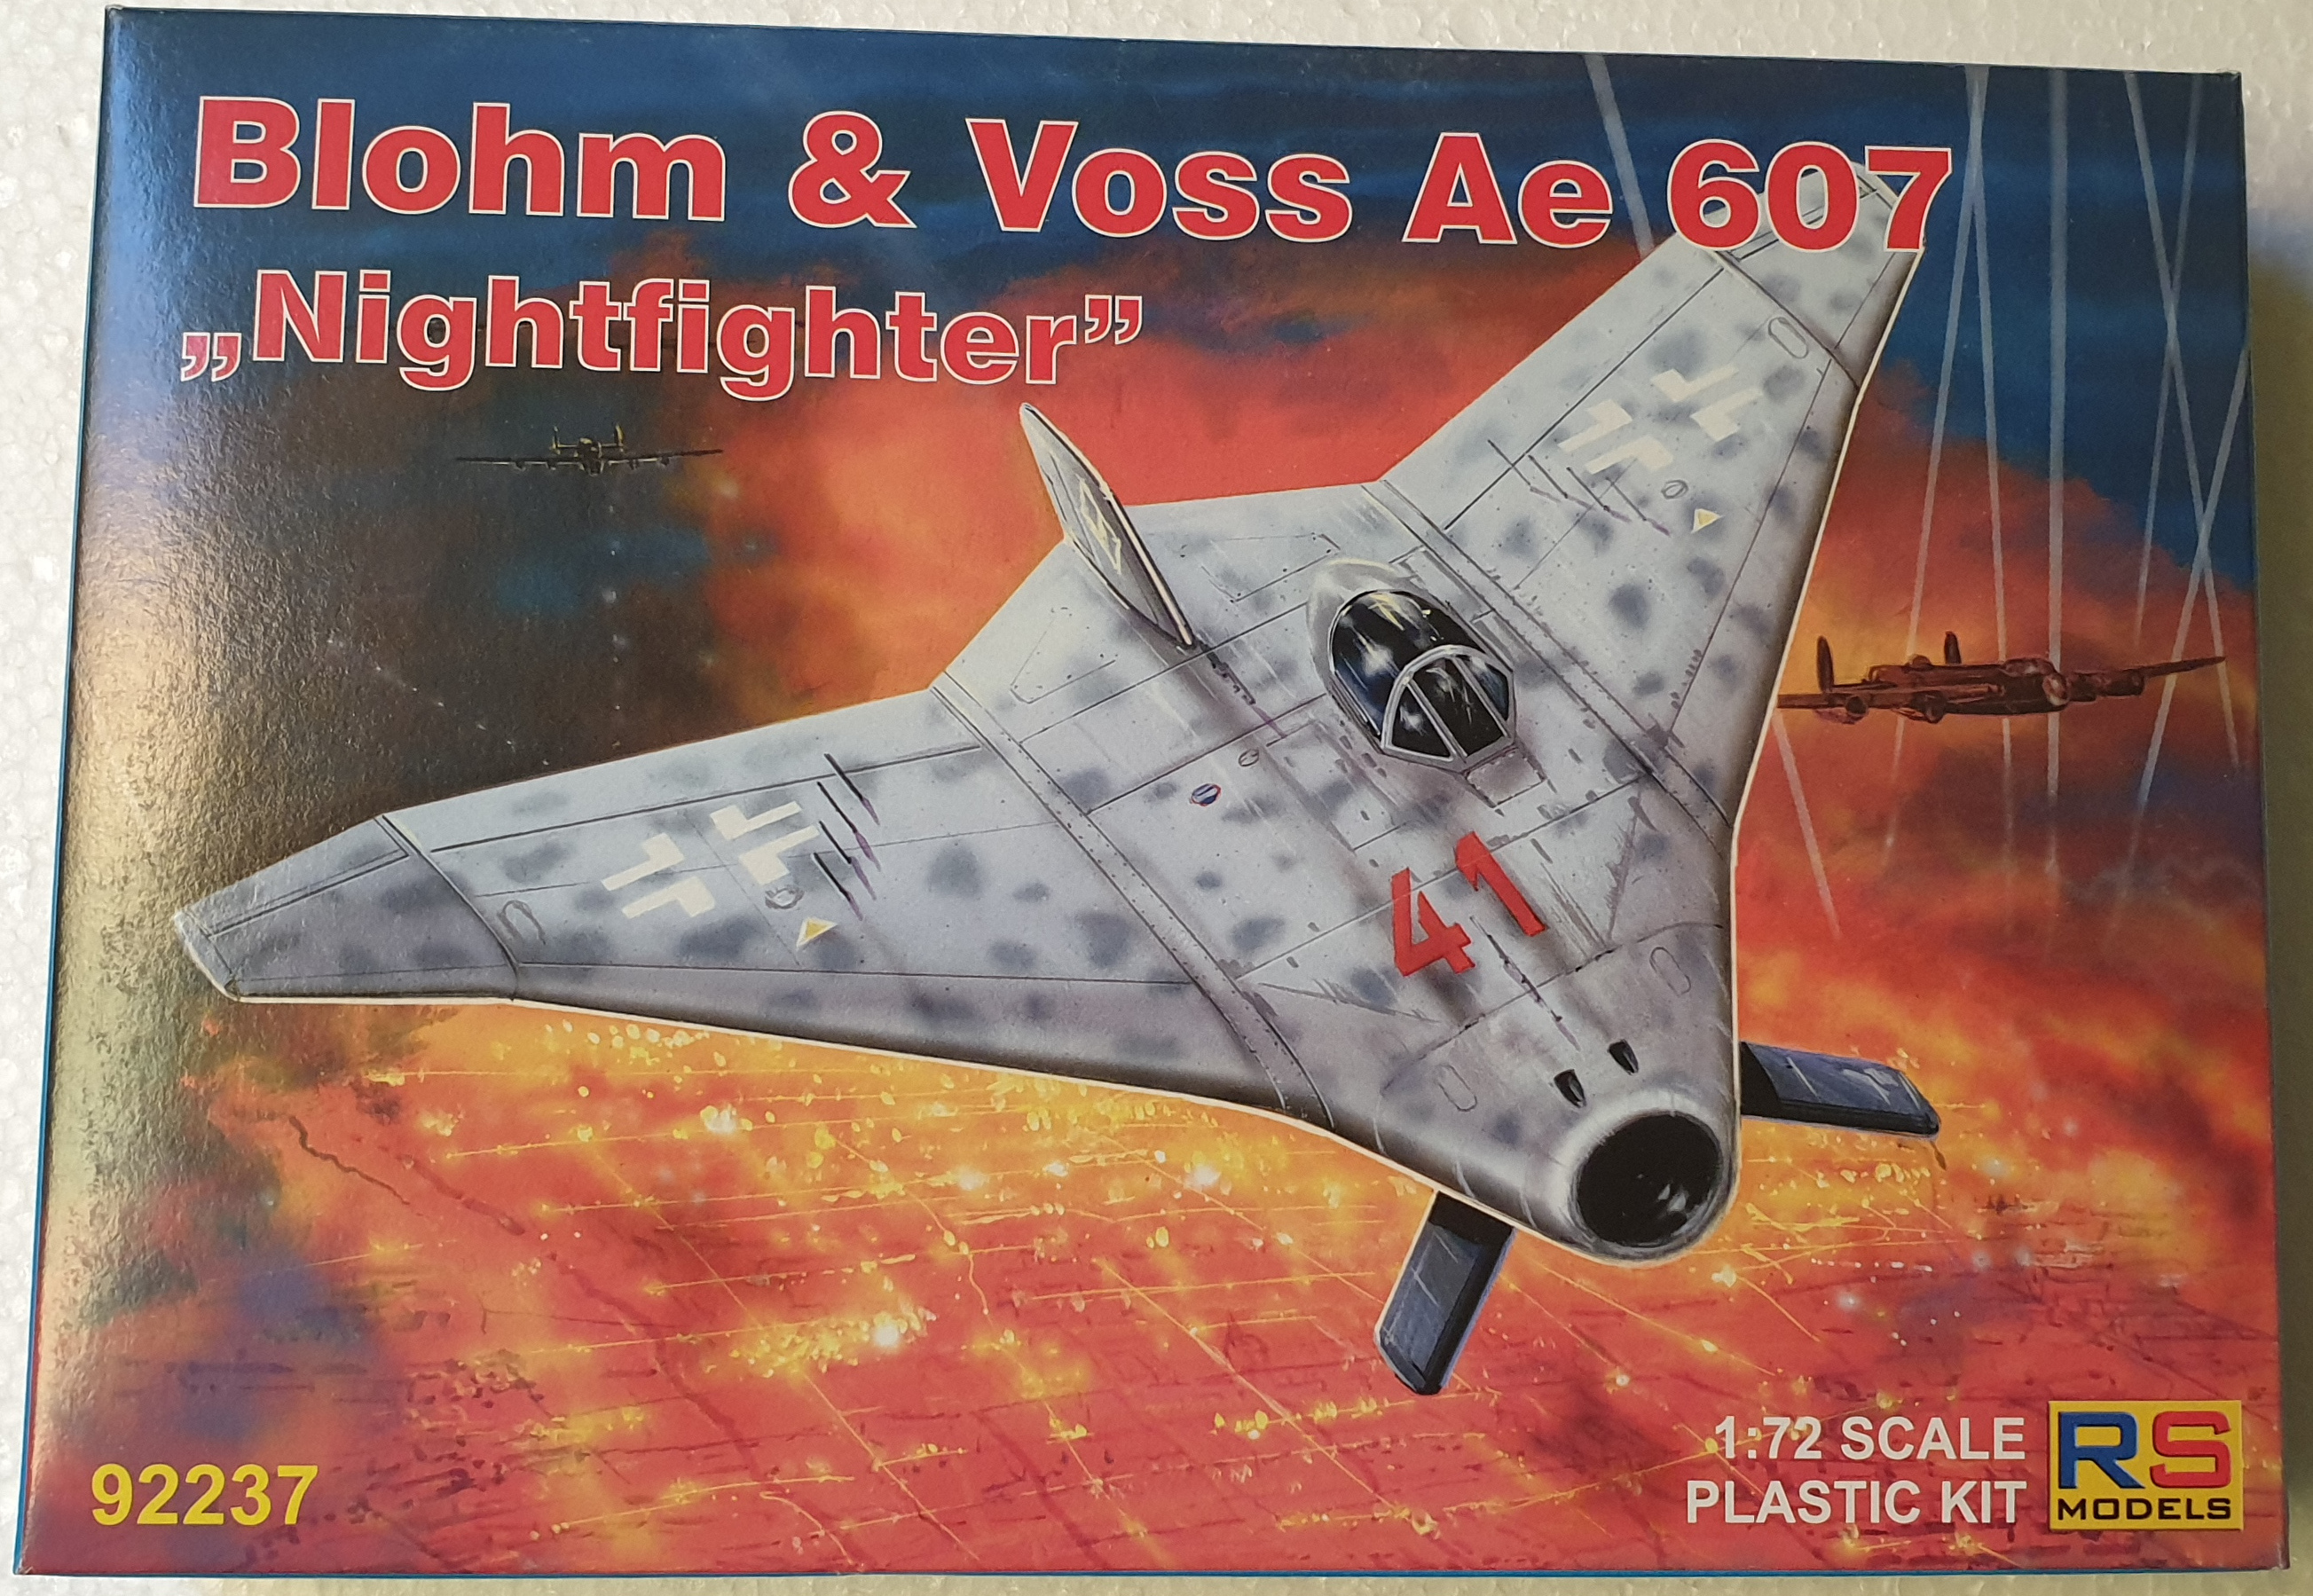 Blohm & Voss Ae 607
„Nightfighter”
41
92237
1:72 SCALE
PLASTIC KIT
RS
MODELS